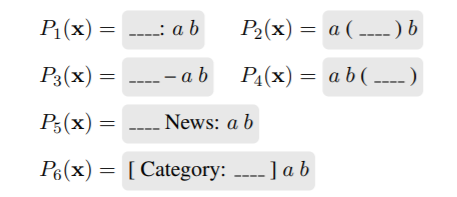 P1(x) = ____: a b P2(x) = a ( ____ ) b
P3(x) = ____ – a b P4(x) = a b ( ____ )
P5(x) = ____ News: a b
P6(x) = [ Category: ____ ] a b